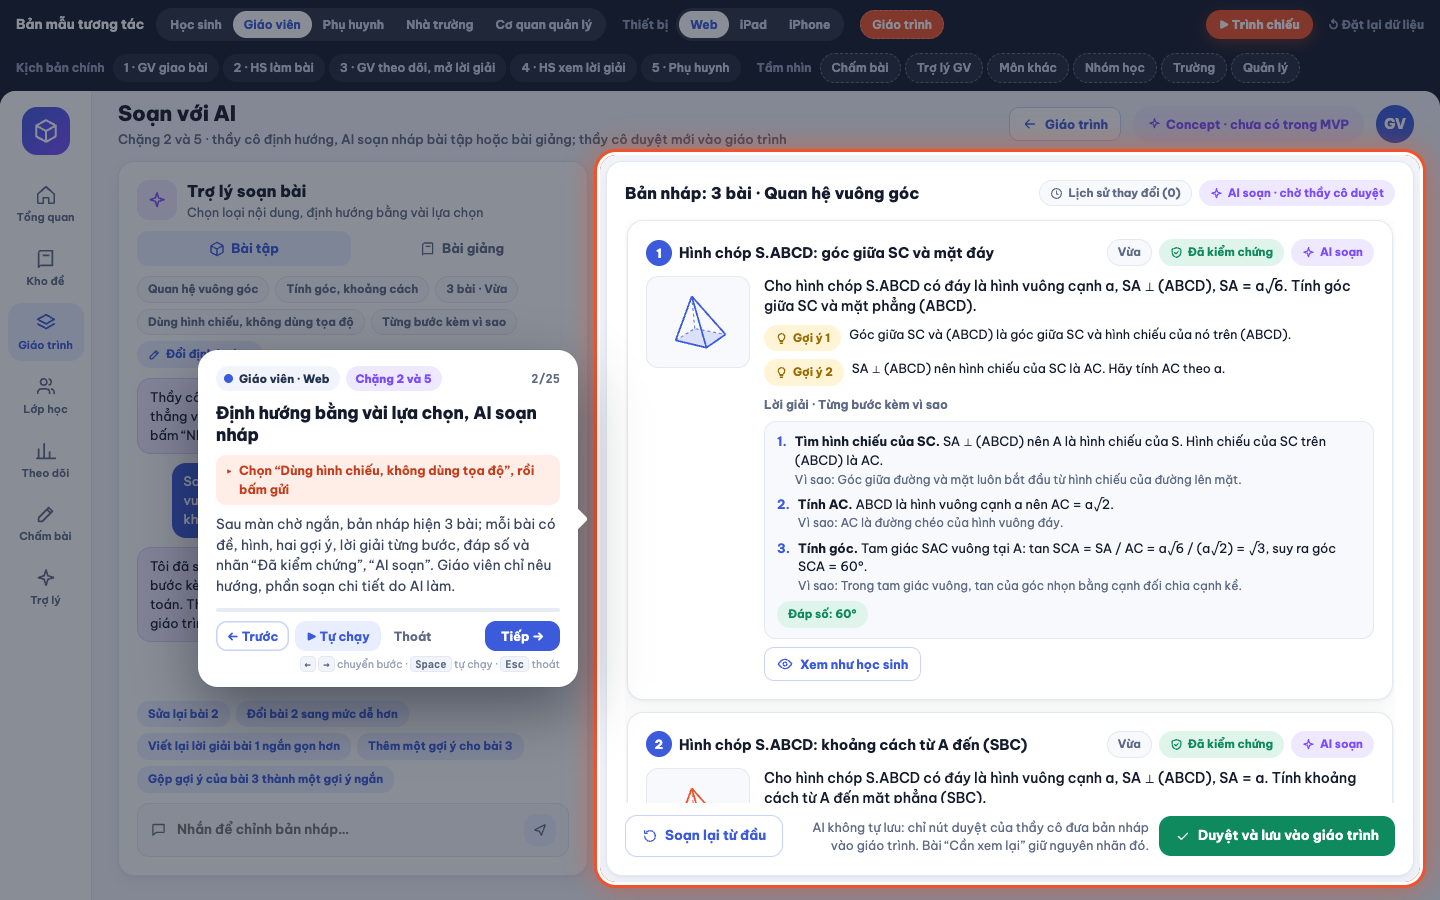 Bản mẫu tương tác
Học sinh
Giáo viên
Phụ huynh
Nhà trường
Cơ quan quản lý
Thiết bị
Web
iPad
iPhone
Giáo trình
Trình chiếu
Đặt lại dữ liệu
Kịch bản chính
1 · GV giao bài
2 · HS làm bài
3 · GV theo dõi, mở lời giải
4 · HS xem lời giải
5 · Phụ huynh
Tầm nhìn
Chấm bài
Trợ lý GV
Môn khác
Nhóm học
Trường
Quản lý
Soạn với AI
Chặng 2 và 5 · thầy cô định hướng, AI soạn nháp bài tập hoặc bài giảng; thầy cô duyệt mới vào giáo trình
← Giáo trình
Concept · chưa có trong MVP
GV
Tổng quan
Kho đề
Giáo trình
Lớp học
Theo dõi
Chấm bài
Trợ lý
Trợ lý soạn bài
Chọn loại nội dung, định hướng bằng vài lựa chọn
Bài tập
Bài giảng
Quan hệ vuông góc
Tính góc, khoảng cách
3 bài · Vừa
Dùng hình chiếu, không dùng tọa độ
Từng bước kèm vì sao
Giáo viên · Web
Chặng 2 và 5
2/25
Định hướng bằng vài lựa chọn, AI soạn
nháp
Chọn “Dùng hình chiếu, không dùng tọa độ”, rồi
bấm gửi
Sau màn chờ ngắn, bản nháp hiện 3 bài; mỗi bài có
đề, hình, hai gợi ý, lời giải từng bước, đáp số và
nhãn “Đã kiểm chứng”, “AI soạn”. Giáo viên chỉ nêu
hướng, phần soạn chi tiết do AI làm.
← Trước
Tự chạy
Thoát
Tiếp →
← → chuyển bước · Space tự chạy · Esc thoát
Sửa lại bài 2
Đổi bài 2 sang mức dễ hơn
Viết lại lời giải bài 1 ngắn gọn hơn
Thêm một gợi ý cho bài 3
Gộp gợi ý của bài 3 thành một gợi ý ngắn
Nhắn để chỉnh bản nháp...
Bản nháp: 3 bài · Quan hệ vuông góc
Lịch sử thay đổi (0)
AI soạn · chờ thầy cô duyệt
1
Hình chóp S.ABCD: góc giữa SC và mặt đáy
Vừa
Đã kiểm chứng
AI soạn
Cho hình chóp S.ABCD có đáy là hình vuông cạnh a, SA ⊥ (ABCD), SA = a√6. Tính góc
giữa SC và mặt phẳng (ABCD).
Gợi ý 1
Góc giữa SC và (ABCD) là góc giữa SC và hình chiếu của nó trên (ABCD).
Gợi ý 2
SA ⊥ (ABCD) nên hình chiếu của SC là AC. Hãy tính AC theo a.
Lời giải · Từng bước kèm vì sao
1. Tìm hình chiếu của SC. SA ⊥ (ABCD) nên A là hình chiếu của S. Hình chiếu của SC trên
(ABCD) là AC.
Vì sao: Góc giữa đường và mặt luôn bắt đầu từ hình chiếu của đường lên mặt.
2. Tính AC. ABCD là hình vuông cạnh a nên AC = a√2.
Vì sao: AC là đường chéo của hình vuông đáy.
3. Tính góc. Tam giác SAC vuông tại A: tan SCA = SA / AC = a√6 / (a√2) = √3, suy ra góc
SCA = 60°.
Vì sao: Trong tam giác vuông, tan của góc nhọn bằng cạnh đối chia cạnh kề.
Đáp số: 60°
Xem như học sinh
2
Hình chóp S.ABCD: khoảng cách từ A đến (SBC)
Vừa
Đã kiểm chứng
AI soạn
Cho hình chóp S.ABCD có đáy là hình vuông cạnh a, SA ⊥ (ABCD), SA = a. Tính khoảng
cách từ A đến mặt phẳng (SBC).
Soạn lại từ đầu
AI không tự lưu: chỉ nút duyệt của thầy cô đưa bản nháp
vào giáo trình. Bài “Cần xem lại” giữ nguyên nhãn đó.
Duyệt và lưu vào giáo trình